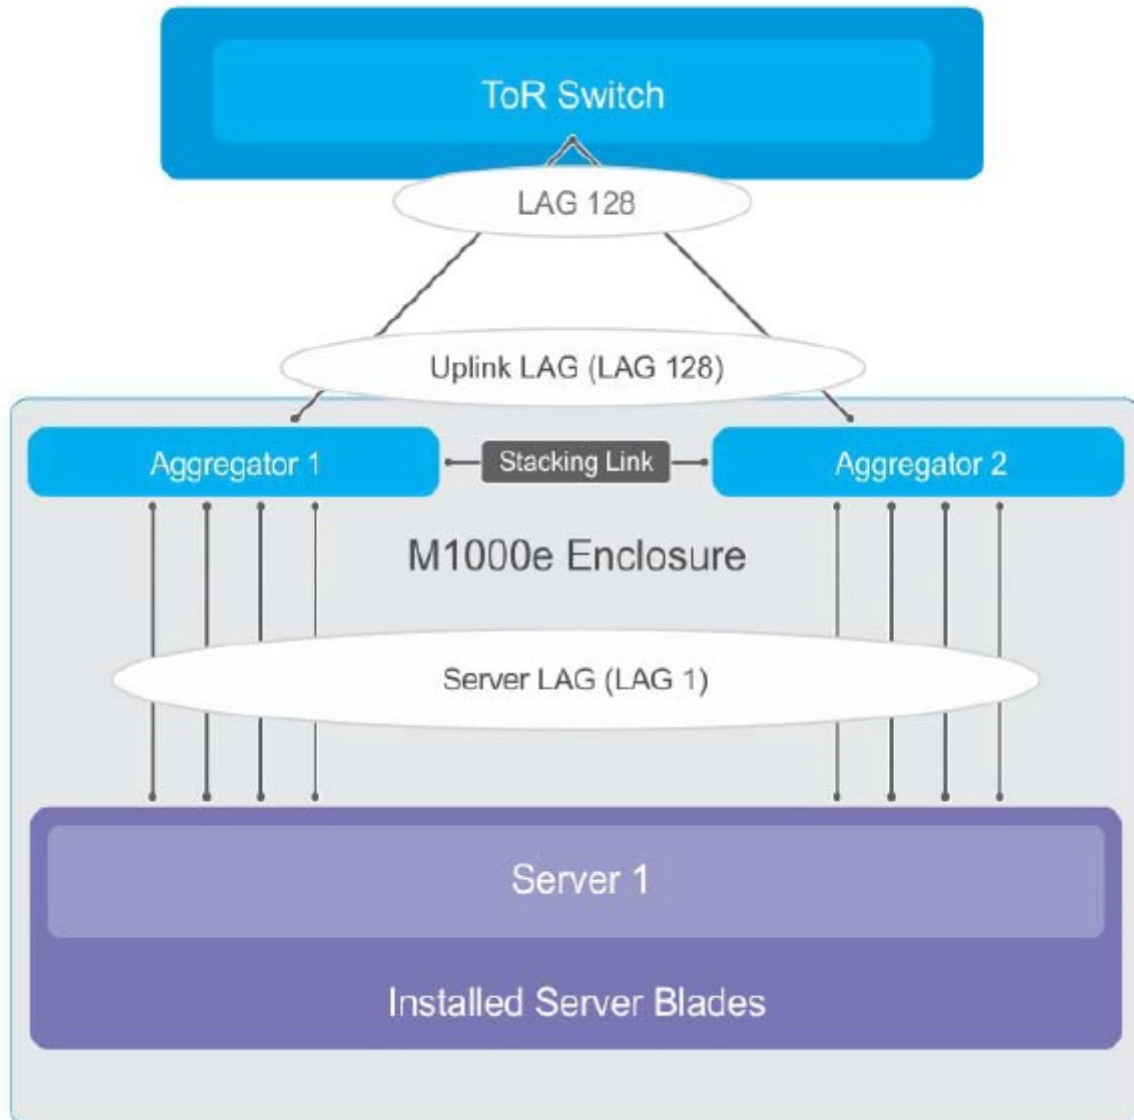 ToR Switch
LAG 128
Uplink LAG (LAG 128)
Aggregator 1
Stacking Link
Aggregator 2
M1000e Enclosure
Server LAG (LAG 1)
Server 1
Installed Server Blades